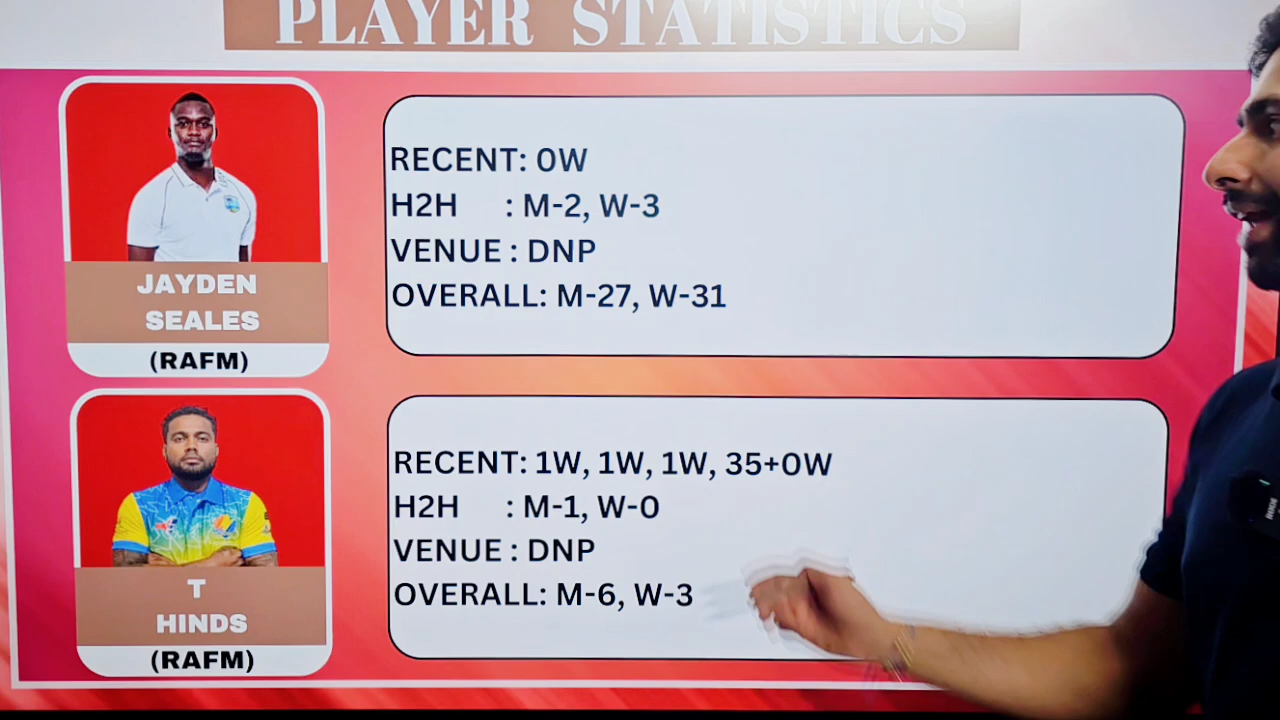 PLAYER STATISTICS
JAYDEN
SEALES
(RAFM)
RECENT: 0W
H2H : M-2, W-3
VENUE : DNP
OVERALL: M-27, W-31
T
HINDS
(RAFM)
RECENT: 1W, 1W, 1W, 35+0W
H2H : M-1, W-0
VENUE : DNP
OVERALL: M-6, W-3